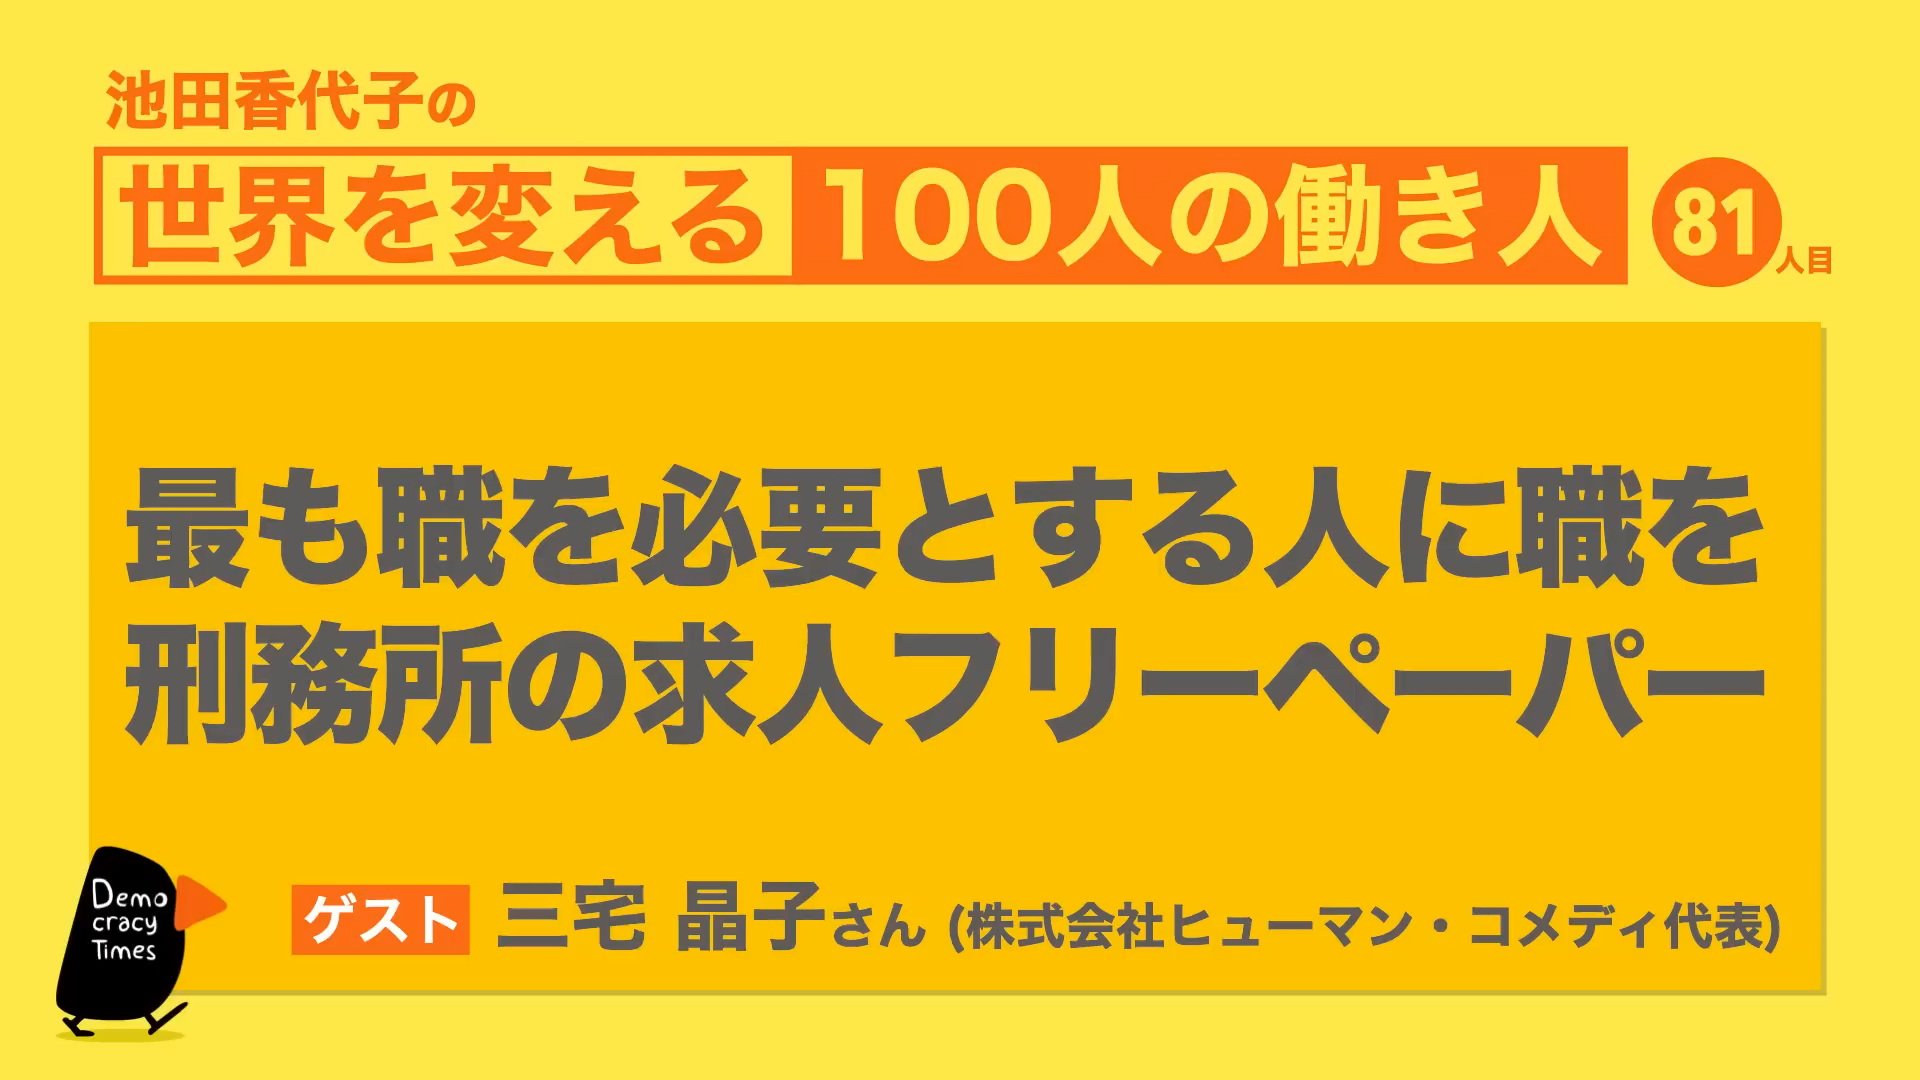 池田香代子の
世界を変える100人の働き人 81人目
最も職を必要とする人に職を
刑務所の求人フリーペーパー
ゲスト 三宅 晶子さん (株式会社ヒューマン・コメディ代表)
Demo
cracy
Times